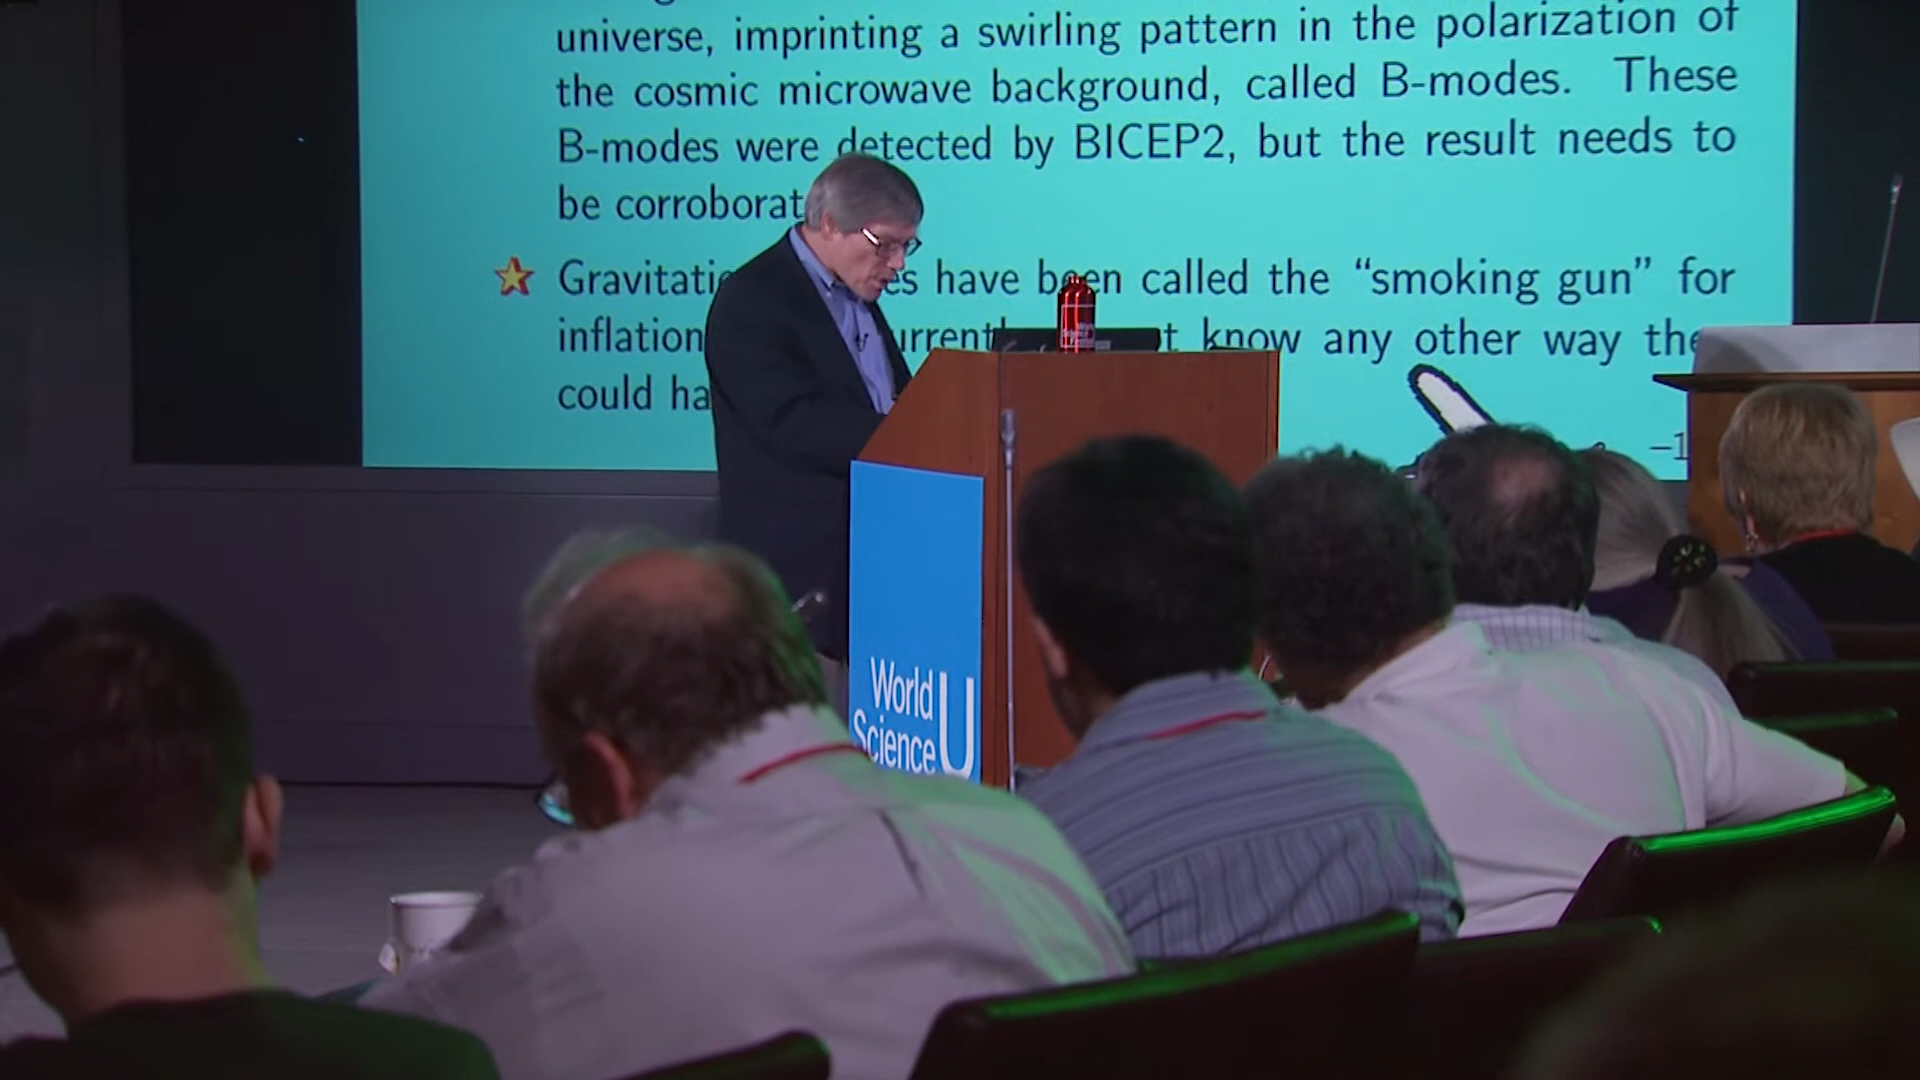 universe, imprinting a swirling pattern in the polarization of
the cosmic microwave background, called B-modes. These
B-modes were detected by BICEP2, but the result needs to
be corroborat
Gravitati es have been called the “smoking gun” for
inflation urrent t know any other way the
could ha
–1
World
Science U